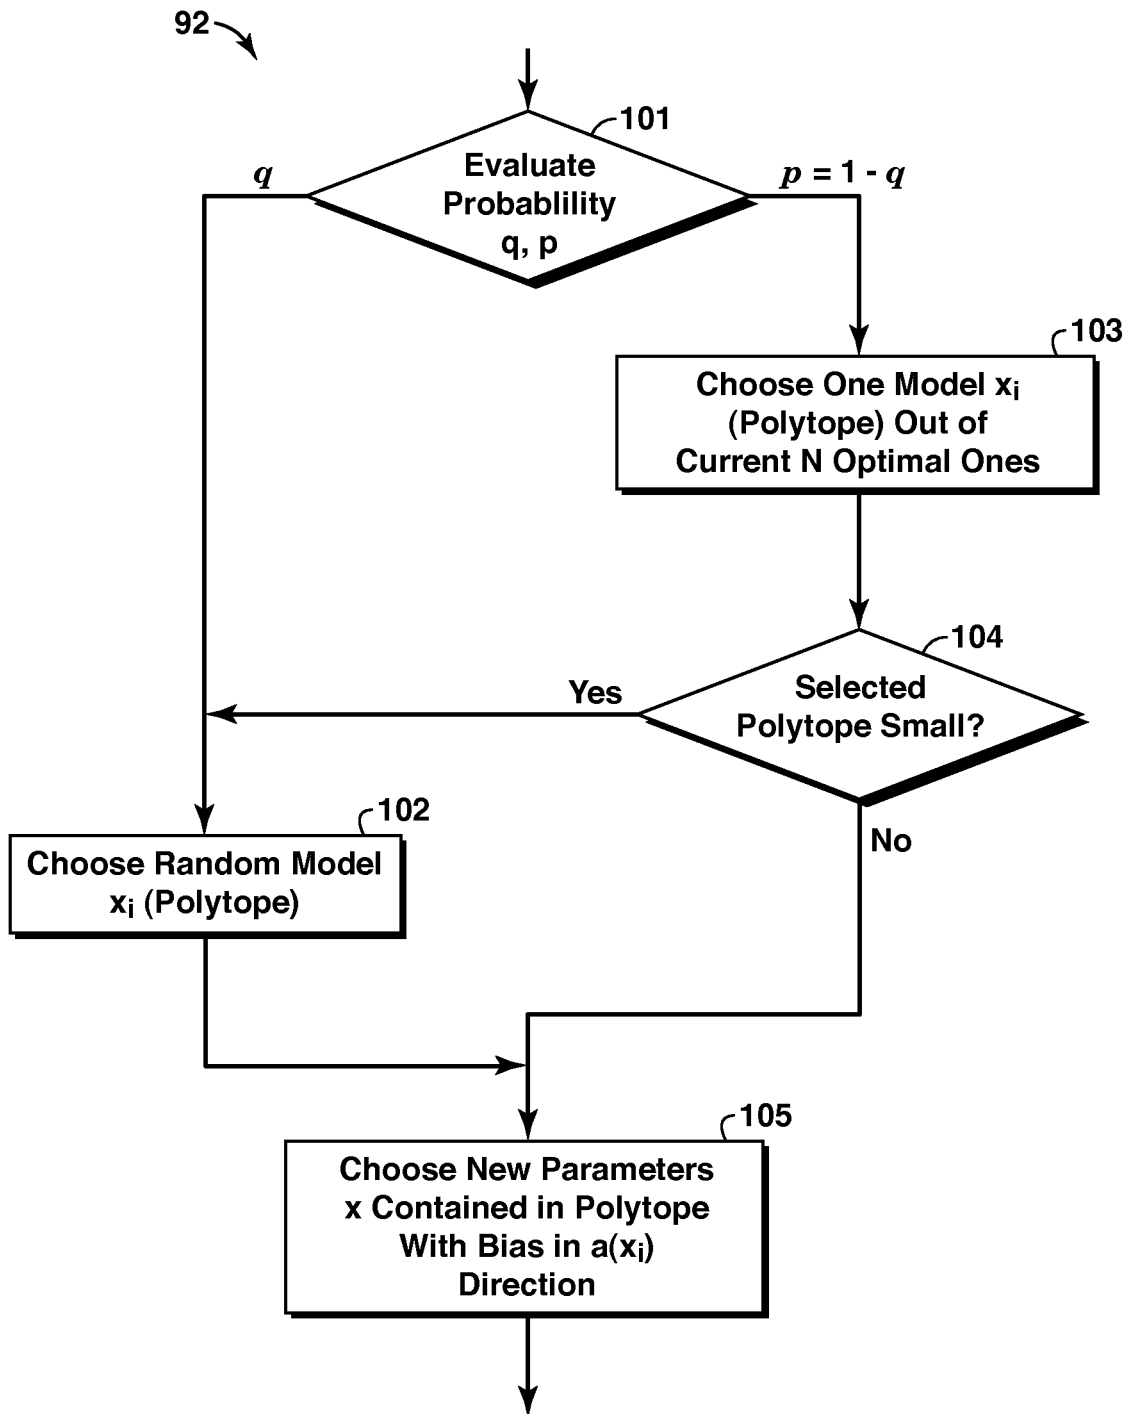 92
101
Evaluate
Probablility
q, p
q
p = 1 - q
103
Choose One Model xi
(Polytope) Out of
Current N Optimal Ones
104
Selected
Polytope Small?
Yes
No
102
Choose Random Model
xi (Polytope)
105
Choose New Parameters
x Contained in Polytope
With Bias in a(xi)
Direction